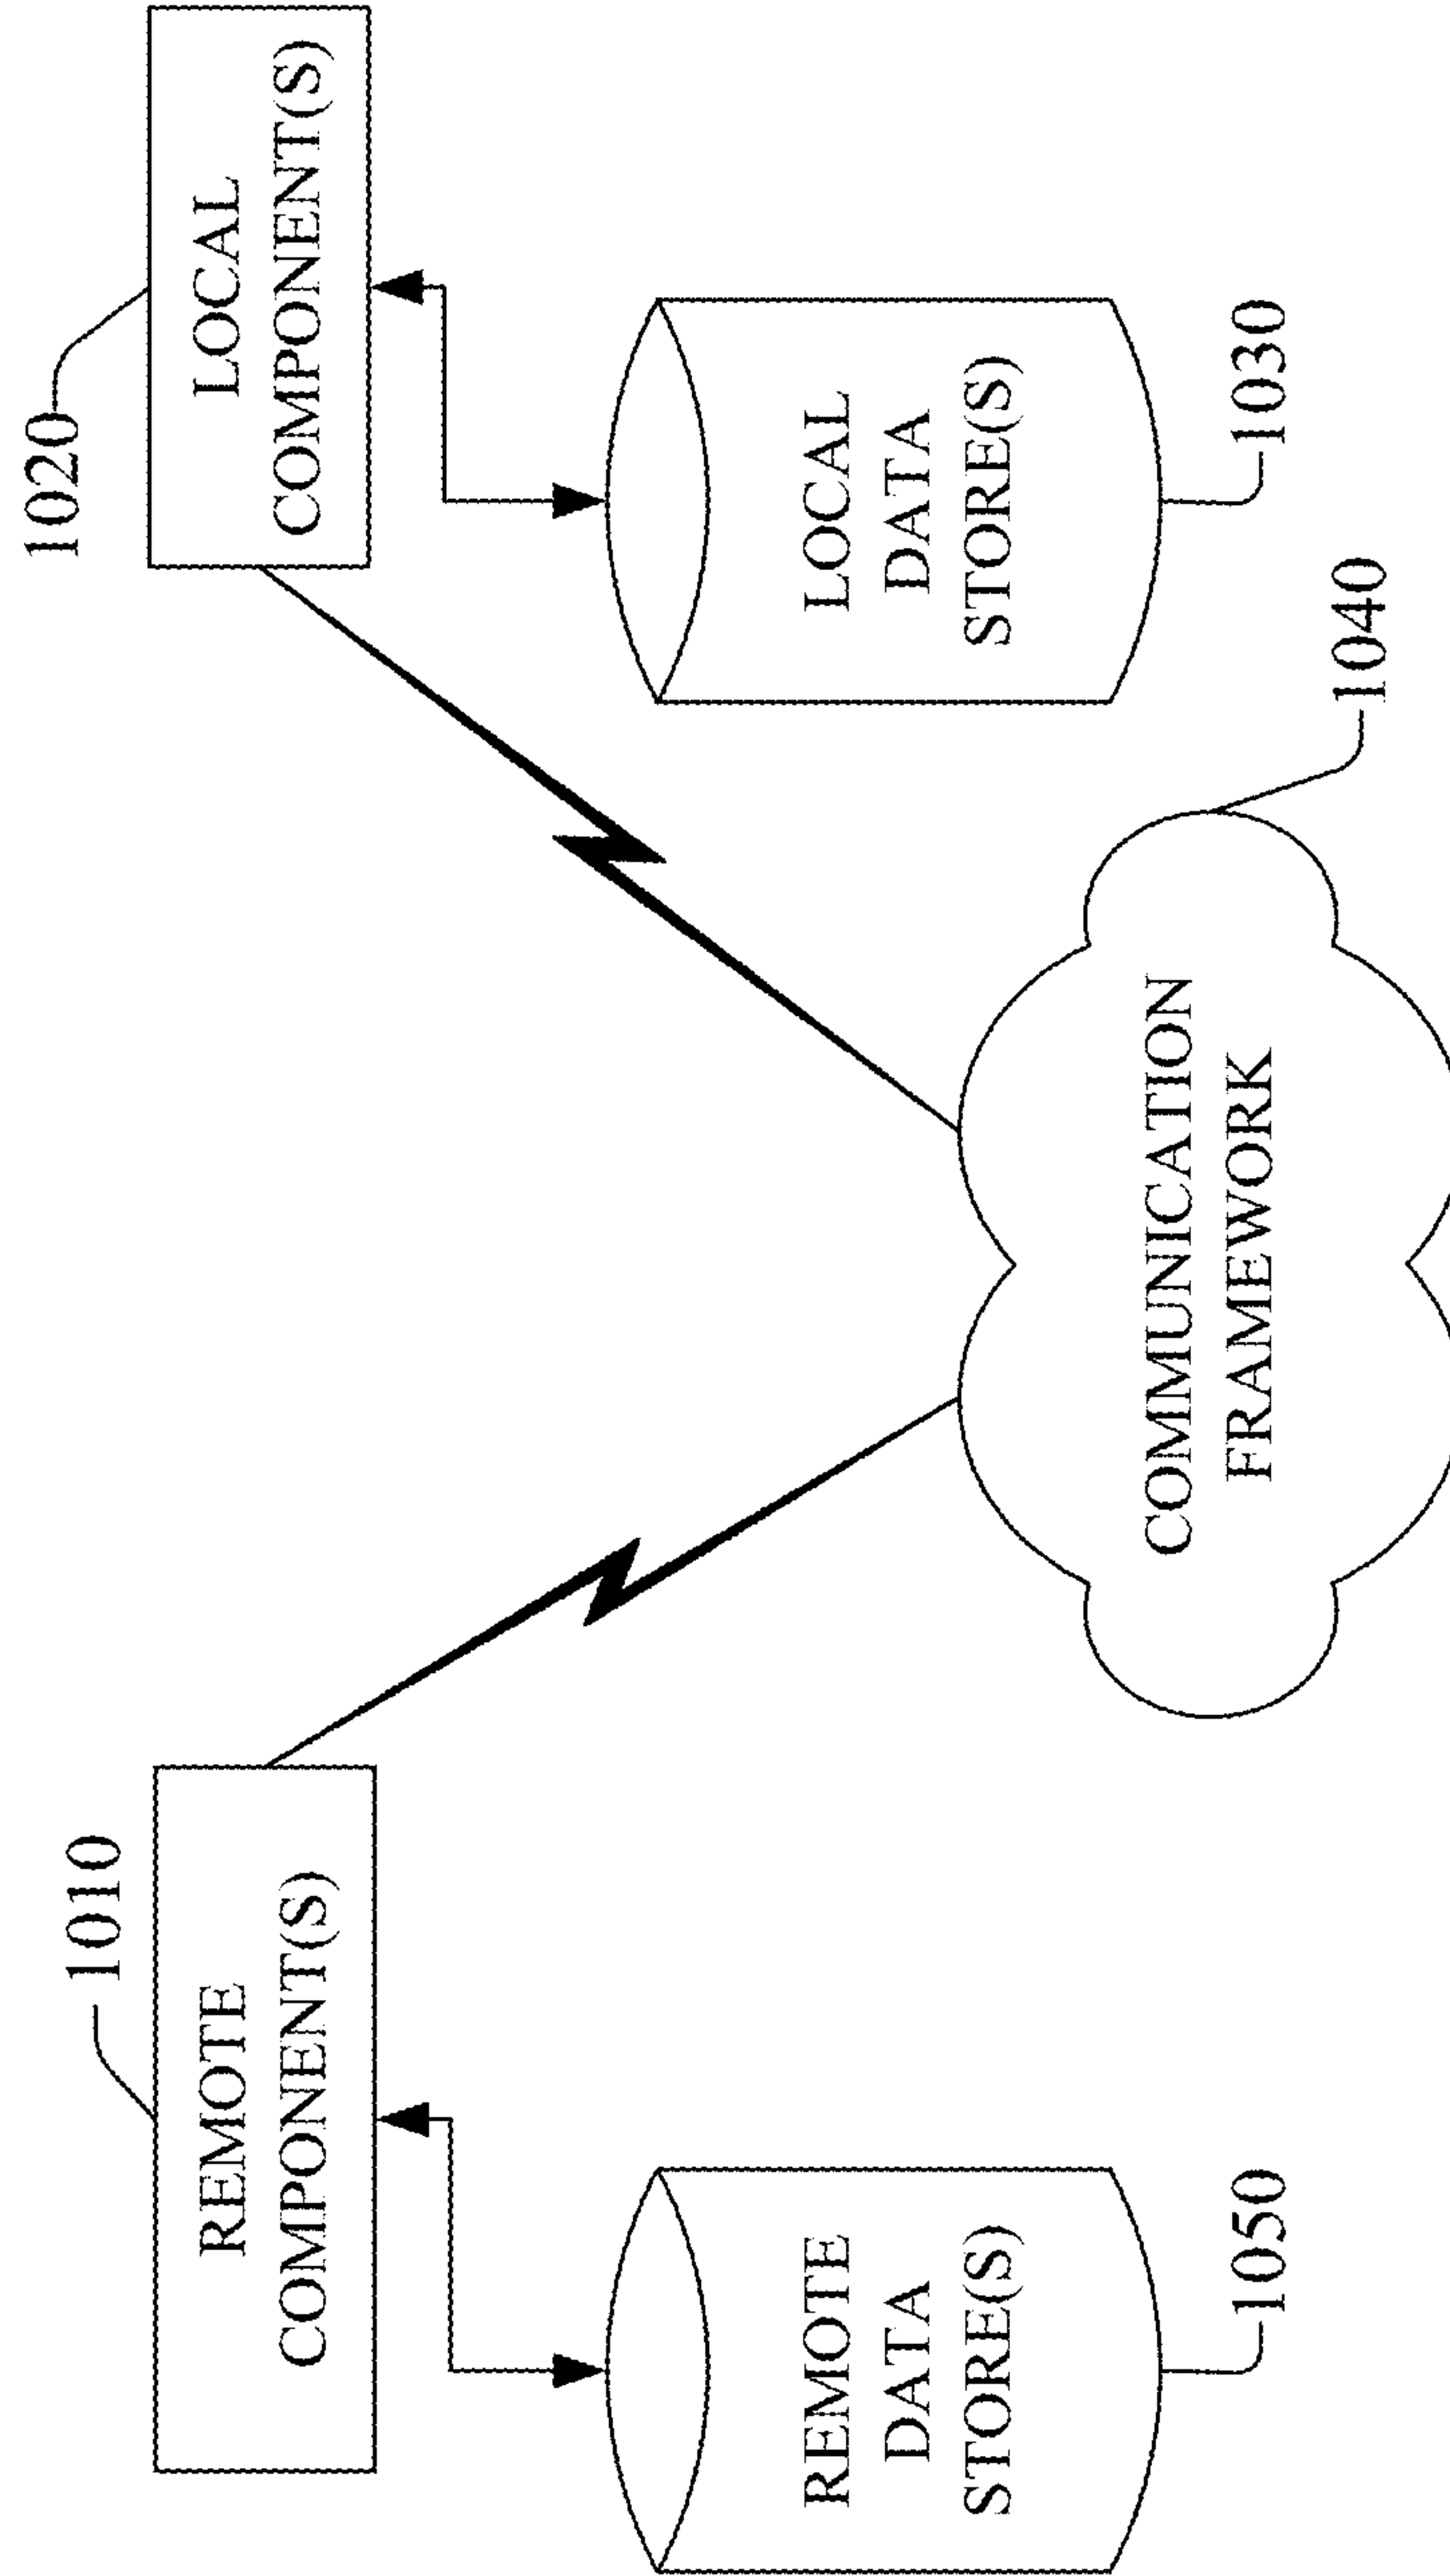 1010
REMOTE
COMPONENT(S)
1020
LOCAL
COMPONENT(S)
REMOTE
DATA
STORE(S)
1050
COMMUNICATION
FRAMEWORK
1040
LOCAL
DATA
STORE(S)
1030